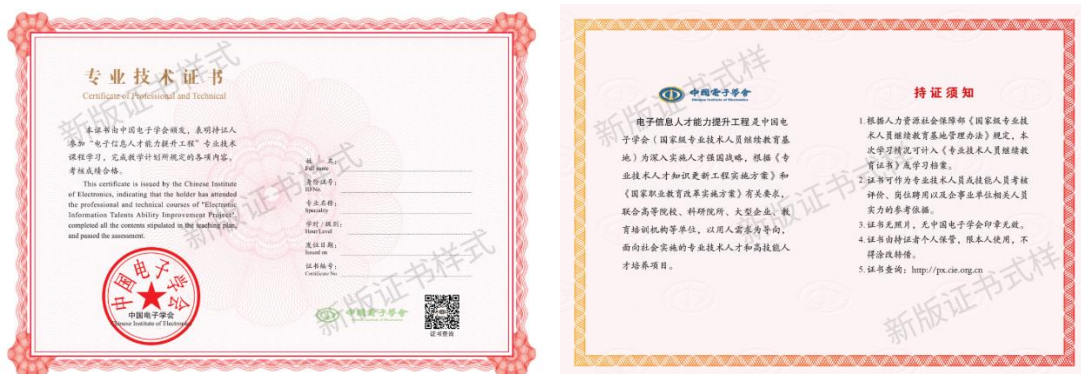 专业技术证书
Certificate of Professional and Technical
本证书由中国电子学会颁发，表明持证人
参加“电子信息人才能力提升工程”专业技术
课程学习，完成教学计划所规定的各项内容，
考核成绩合格。
This certificate is issued by the Chinese Institute
of Electronics, indicating that the holder has attended
the professional and technical courses of "Electronic
Information Talents Ability Improvement Project",
completed all the contents stipulated in the teaching plan,
and passed the assessment.
中国电子学会
中国电子学会
Chinese Institute of Electronics
姓 名：
Full name
身份证号：
ID No.
专业名称：
Speciality
学时/级别：
Hour/Level
发证日期：
Issued on
证书编号：
Certificate No
中國電子學會
证书查询
新版证书样式
新版证书样式
新版证书样式
中國電子學會
Chinese Institute of Electronics
电子信息人才能力提升工程是中国电
子学会（国家级专业技术人员继续教育基
地）为深入实施人才强国战略，根据《专
业技术人才知识更新工程实施方案》和
《国家职业教育改革实施方案》有关要求，
联合高等院校、科研院所、大型企业、教
育培训机构等单位，以用人需求为导向，
面向社会实施的专业技术人才和高技能人
才培养项目。
持证须知
1.根据人力资源社会保障部《国家级专业技
术人员继续教育基地管理办法》规定，本
次学习情况可计入《专业技术人员继续教
育证书》或学习档案。
2.证书可作为专业技术人员或技能人员考核
评价、岗位聘用以及企事业单位相关人员
实力的参考依据。
3.证书无照片，无中国电子学会印章无效。
4.证书由持证者个人保管，限本人使用，不
得涂改转借。
5.证书查询：http://px.cie.org.cn
新版证书式样
新版证书式样